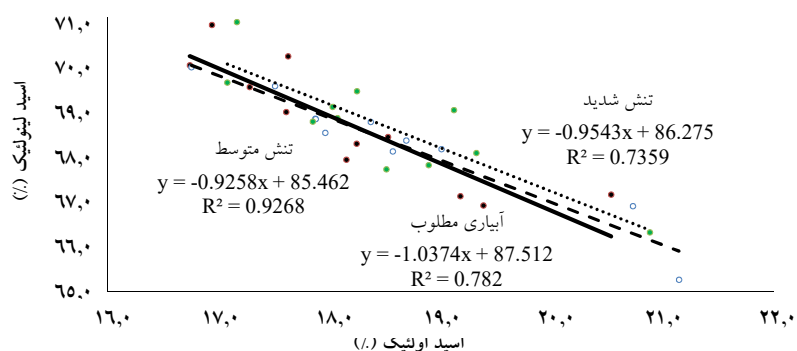 ۷۱,۰
۷۰,۰
۶۹,۰
۶۸,۰
۶۷,۰
۶۶,۰
۶۵,۰
اسید لینولئیک (٪)
تنش شدید
y = -0.9543x + 86.275
R² = 0.7359
تنش متوسط
y = -0.9258x + 85.462
R² = 0.9268
آبیاری مطلوب
y = -1.0374x + 87.512
R² = 0.782
۱۶,۰ ۱۷,۰ ۱۸,۰ ۱۹,۰ ۲۰,۰ ۲۱,۰ ۲۲,۰
اسید اولئیک (٪)